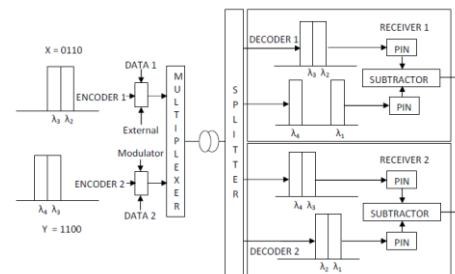 X = 0110
λ3 λ2
ENCODER 1
DATA 1
External
Modulator
ENCODER 2
DATA 2
λ4 λ3
Y = 1100
MULTIPLEXER
SPLITTER
DECODER 1
RECEIVER 1
λ3 λ2
PIN
SUBTRACTOR
PIN
λ4
λ1
RECEIVER 2
λ4 λ3
PIN
SUBTRACTOR
PIN
DECODER 2
λ2 λ1